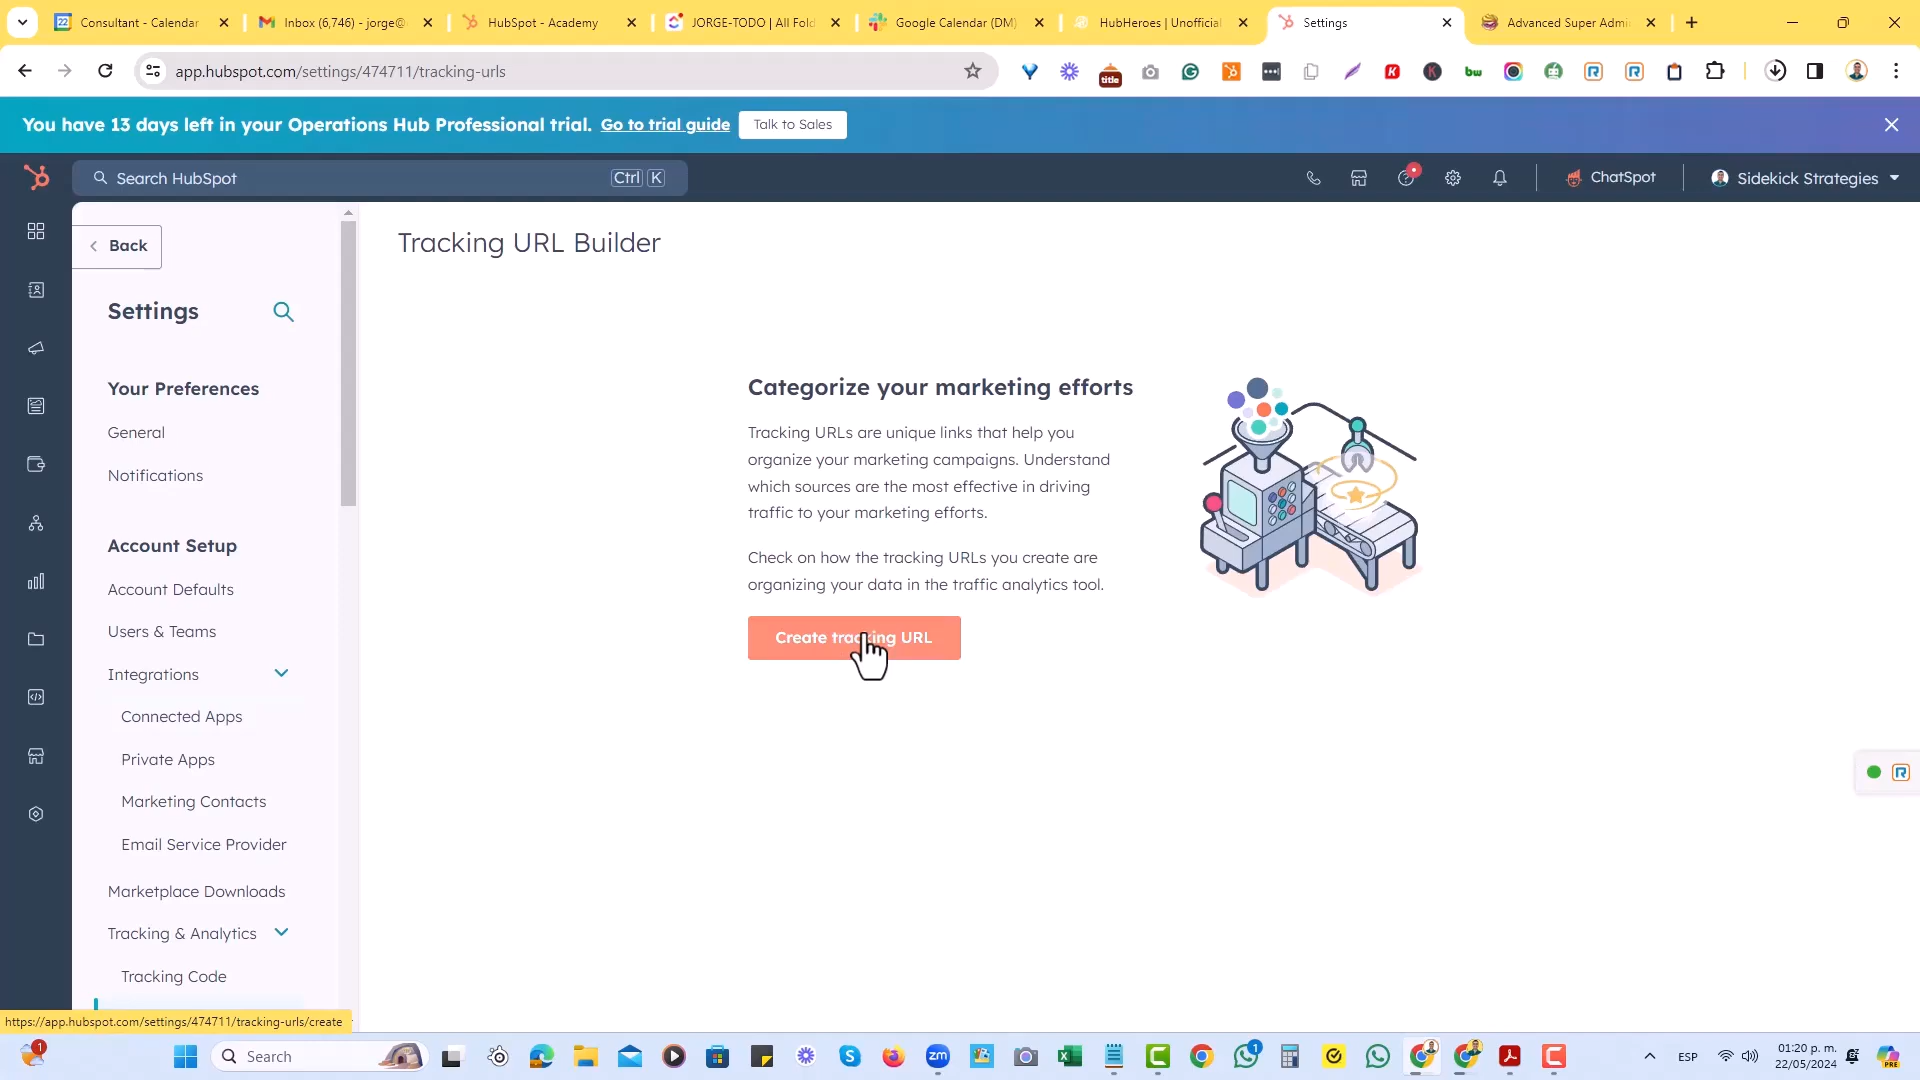 Consultant - Calendar
Inbox (6,746) - jorge@
HubSpot - Academy
JORGE-TODO | All Fold
Google Calendar (DM)
HubHeroes | Unofficial
Settings
Advanced Super Admi
app.hubspot.com/settings/474711/tracking-urls
title
bw
You have 13 days left in your Operations Hub Professional trial. Go to trial guide
Talk to Sales
Search HubSpot
Ctrl K
ChatSpot
Sidekick Strategies
Back
Settings
Your Preferences
General
Notifications
Account Setup
Account Defaults
Users & Teams
Integrations
Connected Apps
Private Apps
Marketing Contacts
Email Service Provider
Marketplace Downloads
Tracking & Analytics
Tracking Code
Tracking URL Builder
Categorize your marketing efforts
Tracking URLs are unique links that help you
organize your marketing campaigns. Understand
which sources are the most effective in driving
traffic to your marketing efforts.
Check on how the tracking URLs you create are
organizing your data in the traffic analytics tool.
Create tracking URL
https://app.hubspot.com/settings/474711/tracking-urls/create
1
Search
zm
1
ESP
01:20 p. m.
22/05/2024
PRE